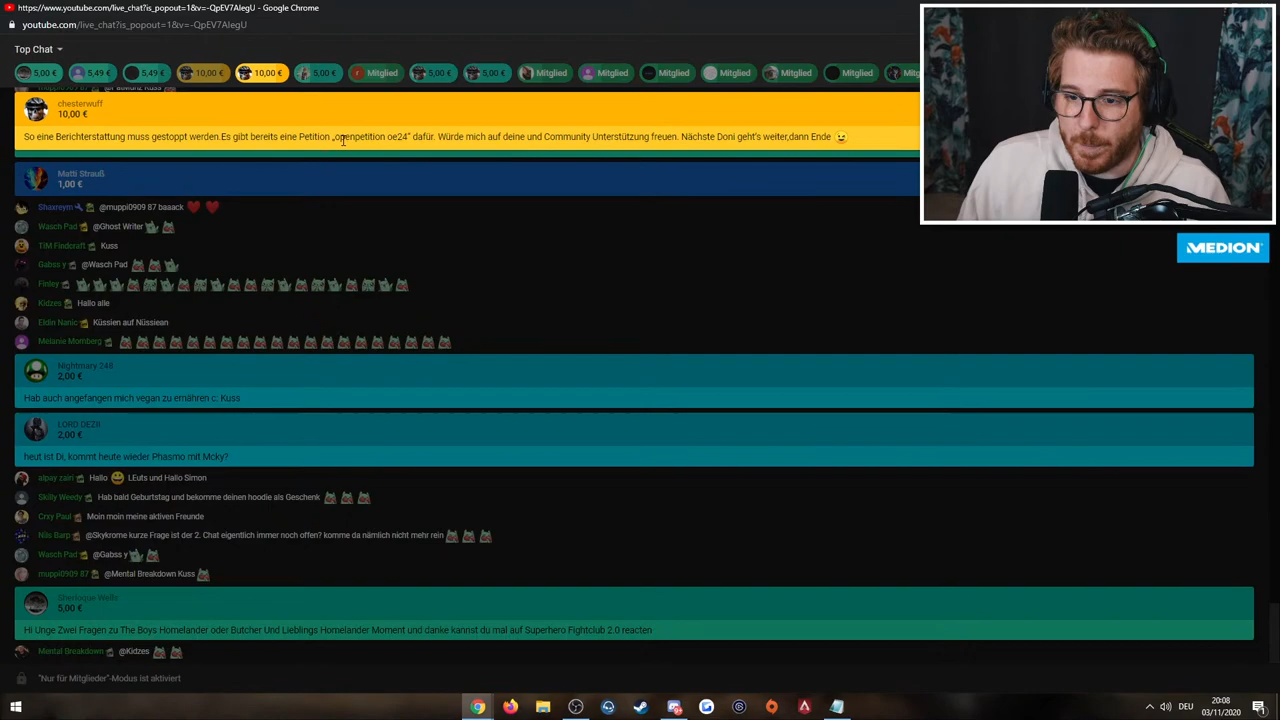 https://www.youtube.com/live_chat?is_popout=1&v=-QpEV7AlegU - Google Chrome
youtube.com/live_chat?is_popout=1&v=-QpEV7AlegU
Top Chat
5,00 € 5,49 € 5,49 € 10,00 € 10,00 € 5,00 € Mitglied 5,00 € 5,00 € Mitglied Mitglied Mitglied Mitglied Mitglied Mitglied
chesterwuff
10,00 €
So eine Berichterstattung muss gestoppt werden.Es gibt bereits eine Petition „openpetition oe24“ dafür. Würde mich auf deine und Community Unterstützung freuen. Nächste Doni geht's weiter,dann Ende
Matti Strauß
1,00 €
Shaxreym @muppi0909 87 baaack
Wasch Pad @Ghost Writer
TIM Findcraft Kuss
Gabss y @Wasch Pad
Finley
Kidzes Hallo alle
Eldin Nanic Küssien auf Nüssiean
Melanie Momberg
Nightmary 248
2,00 €
Hab auch angefangen mich vegan zu ernähren c: Kuss
LORD DEZII
2,00 €
heut ist Di, kommt heute wieder Phasmo mit Mcky?
alpay zairi Hallo LEuts und Hallo Simon
Skilly Weedy Hab bald Geburtstag und bekomme deinen hoodie als Geschenk
Crxy Paul Moin moin meine aktiven Freunde
Nils Barp @Skykrome kurze Frage ist der 2. Chat eigentlich immer noch offen? komme da nämlich nicht mehr rein
Wasch Pad @Gabss y
muppi0909 87 @Mental Breakdown Kuss
Sherloque Wells
5,00 €
Hi Unge Zwei Fragen zu The Boys Homelander oder Butcher Und Lieblings Homelander Moment und danke kannst du mal auf Superhero Fightclub 2.0 reacten
Mental Breakdown @Kidzes
"Nur für Mitglieder"-Modus ist aktiviert
MEDION
DEU
20:08
03/11/2020